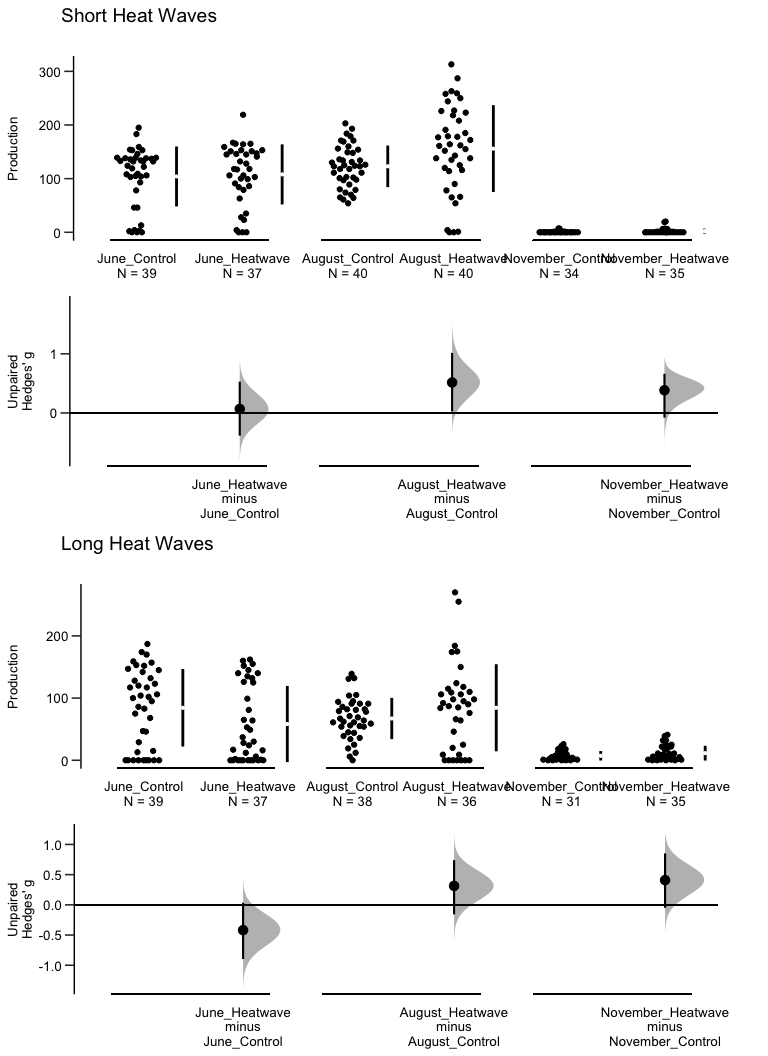 Short Heat Waves
300
200
100
0
Production
June_Control June_Heatwave August_Control August_Heatwave November_Control November_Heatwave
N = 39 N = 37 N = 40 N = 40 N = 34 N = 35
1
0
Unpaired
Hedges' g
June_Heatwave August_Heatwave November_Heatwave
minus minus minus
June_Control August_Control November_Control
Long Heat Waves
200
100
0
Production
June_Control June_Heatwave August_Control August_Heatwave November_Control November_Heatwave
N = 39 N = 37 N = 38 N = 36 N = 31 N = 35
1.0
0.5
0.0
-0.5
-1.0
Unpaired
Hedges' g
June_Heatwave August_Heatwave November_Heatwave
minus minus minus
June_Control August_Control November_Control